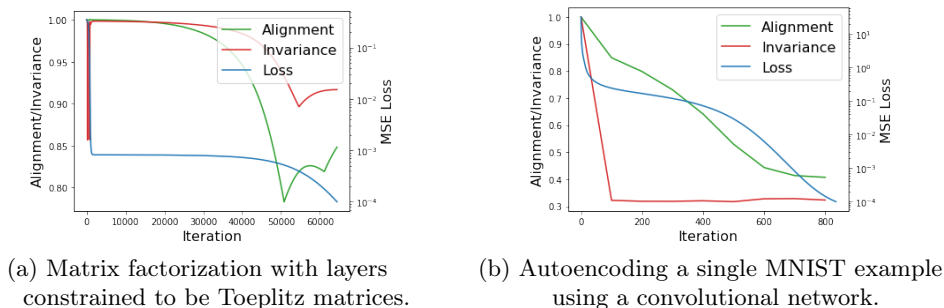 1.00
0.95
0.90
0.85
0.80
Alignment/Invariance
0 10000 20000 30000 40000 50000 60000
Iteration
10⁻¹
10⁻²
10⁻³
10⁻⁴
MSE Loss
Alignment
Invariance
Loss
(a) Matrix factorization with layers
constrained to be Toeplitz matrices.
1.0
0.9
0.8
0.7
0.6
0.5
0.4
0.3
Alignment/Invariance
0 200 400 600 800
Iteration
10¹
10⁰
10⁻¹
10⁻²
10⁻³
10⁻⁴
MSE Loss
Alignment
Invariance
Loss
(b) Autoencoding a single MNIST example
using a convolutional network.